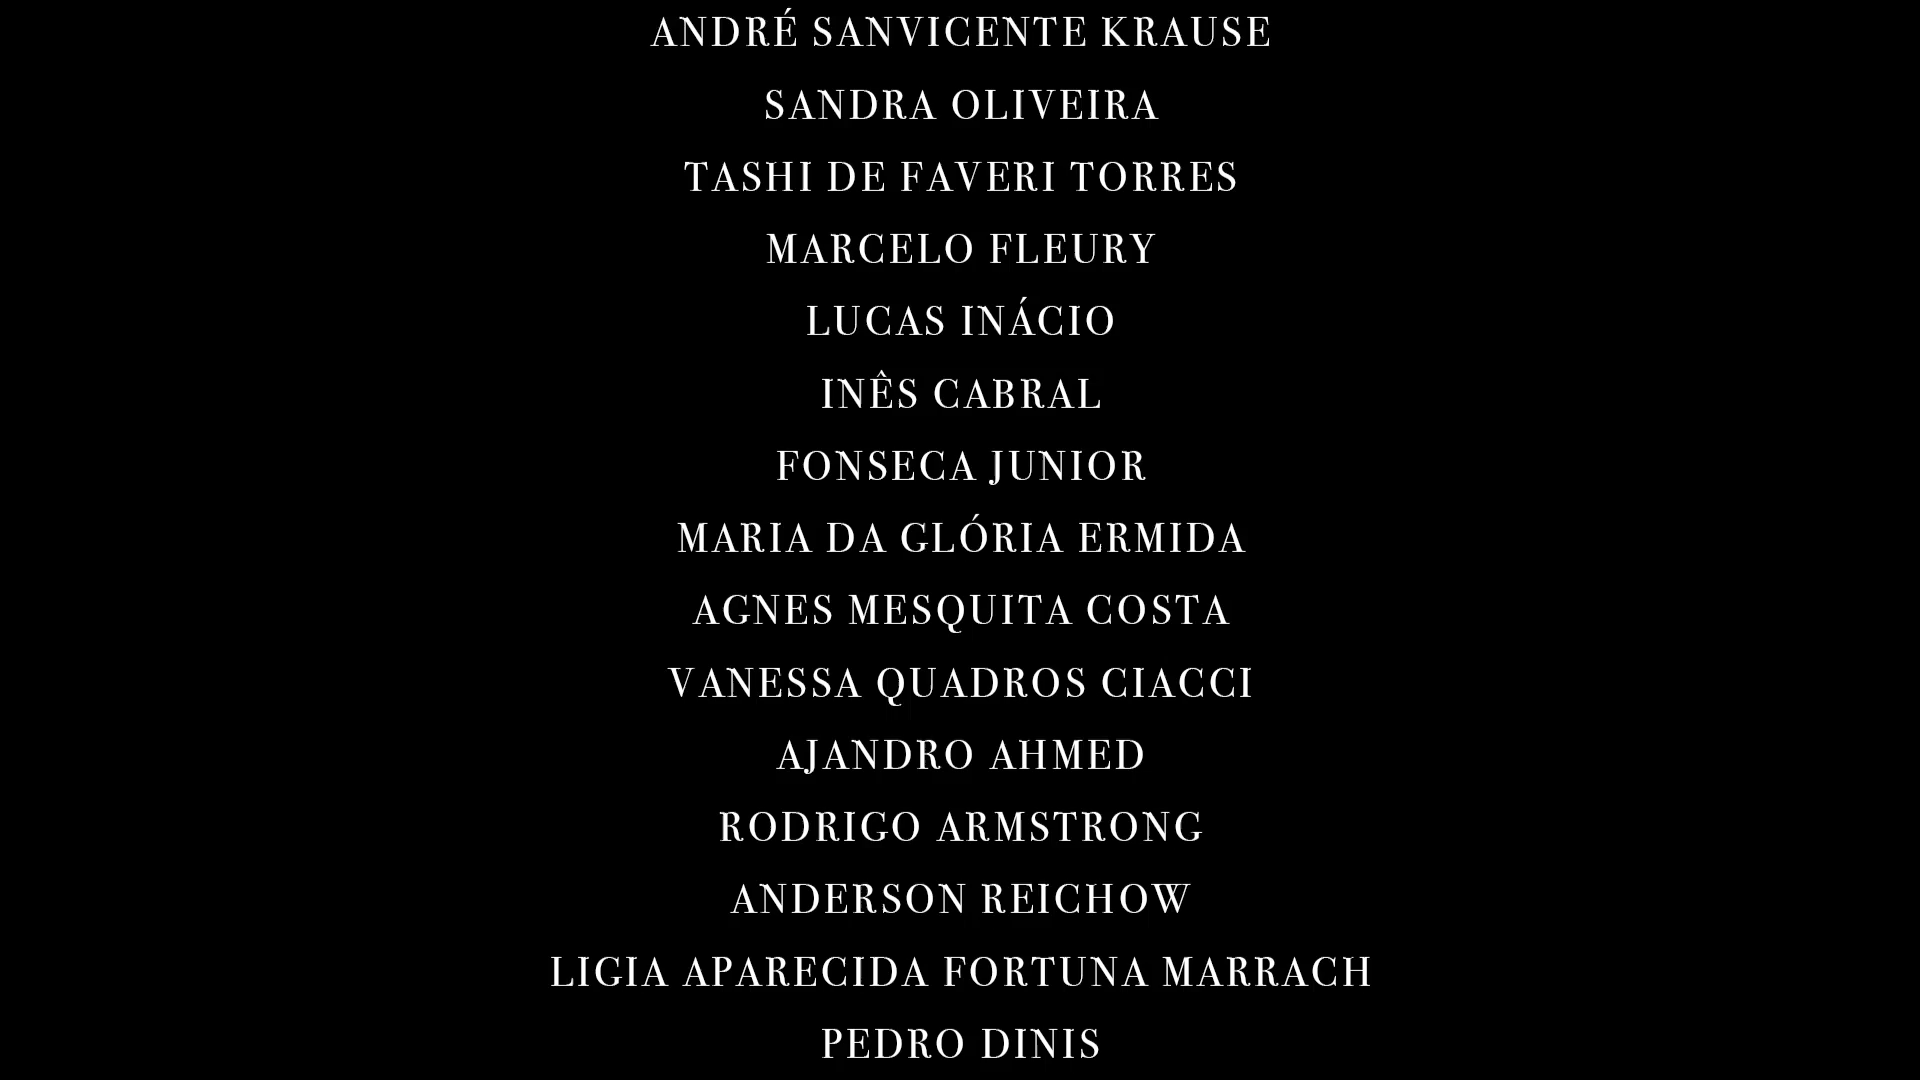 ANDRÉ SANVICENTE KRAUSE
SANDRA OLIVEIRA
TASHI DE FAVERI TORRES
MARCELO FLEURY
LUCAS INÁCIO
INÊS CABRAL
FONSECA JUNIOR
MARIA DA GLÓRIA ERMIDA
AGNES MESQUITA COSTA
VANESSA QUADROS CIACCI
AJANDRO AHMED
RODRIGO ARMSTRONG
ANDERSON REICHOW
LIGIA APARECIDA FORTUNA MARRACH
PEDRO DINIS